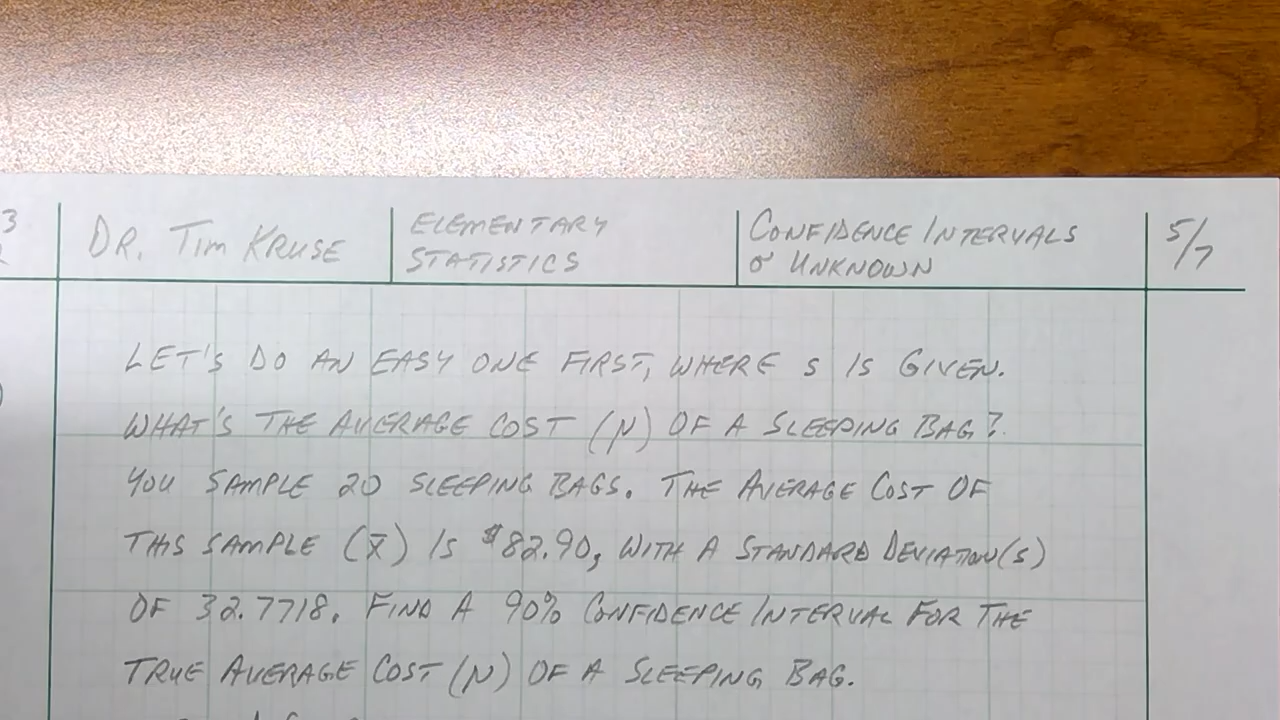 3
DR. TIM KRUSE
ELEMENTARY
STATISTICS
CONFIDENCE INTERVALS
σ UNKNOWN
5/7
LET'S DO AN EASY ONE FIRST, WHERE S IS GIVEN.
WHAT'S THE AVERAGE COST (μ) OF A SLEEPING BAG?
YOU SAMPLE 20 SLEEPING BAGS. THE AVERAGE COST OF
THIS SAMPLE (x̄) IS $82.90, WITH A STANDARD DEVIATION (S)
OF 32.7718. FIND A 90% CONFIDENCE INTERVAL FOR THE
TRUE AVERAGE COST (μ) OF A SLEEPING BAG.